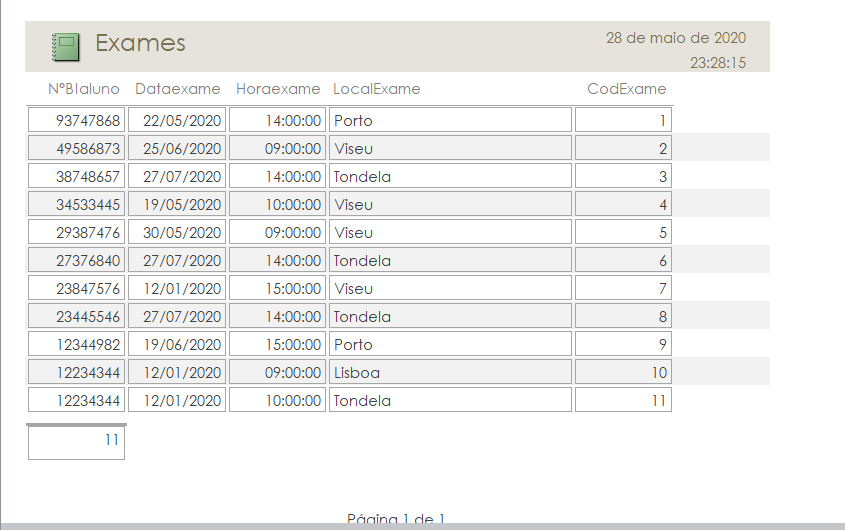 Exames
28 de maio de 2020
23:28:15
NºBIaluno Dataexame Horaexame LocalExame CodExame
93747868 22/05/2020 14:00:00 Porto 1
49586873 25/06/2020 09:00:00 Viseu 2
38748657 27/07/2020 14:00:00 Tondela 3
34533445 19/05/2020 10:00:00 Viseu 4
29387476 30/05/2020 09:00:00 Viseu 5
27376840 27/07/2020 14:00:00 Tondela 6
23847576 12/01/2020 15:00:00 Viseu 7
23445546 27/07/2020 14:00:00 Tondela 8
12344982 19/06/2020 15:00:00 Porto 9
12234344 12/01/2020 09:00:00 Lisboa 10
12234344 12/01/2020 10:00:00 Tondela 11
11
Página 1 de 1